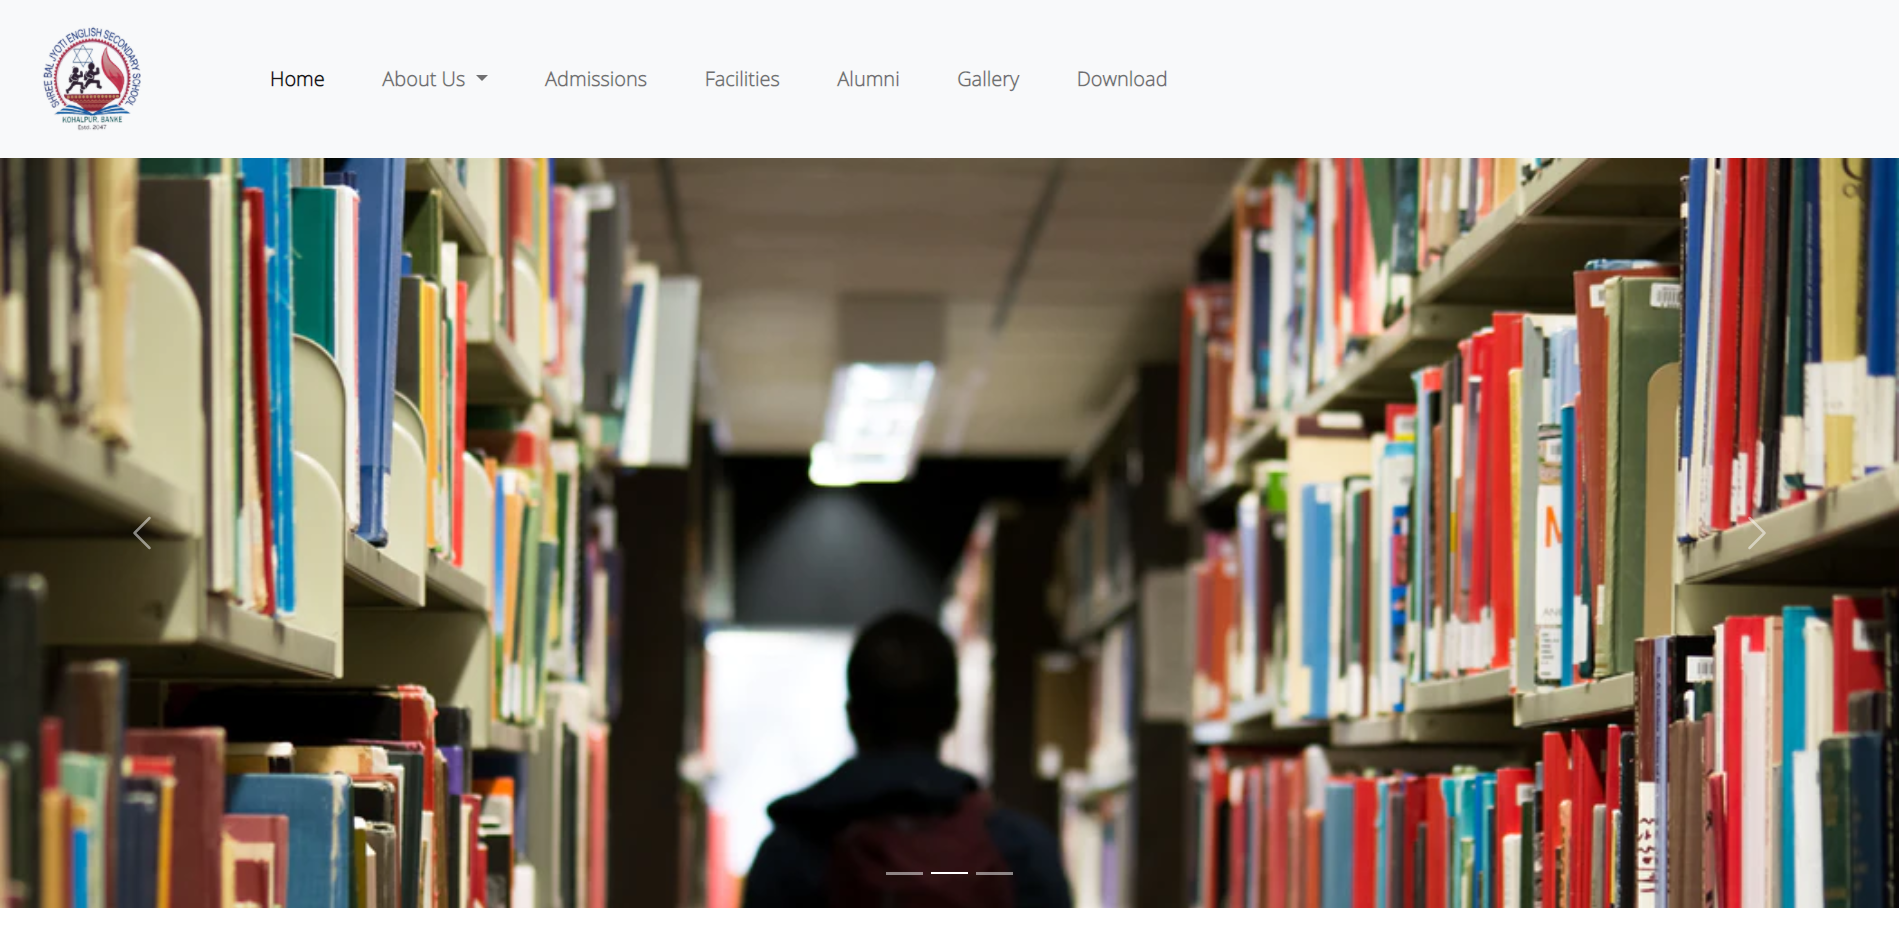 SHREE BAL JYOTI ENGLISH SECONDARY SCHOOL
KOHALPUR, BANKE
Estd. 2047
Home About Us Admissions Facilities Alumni Gallery Download